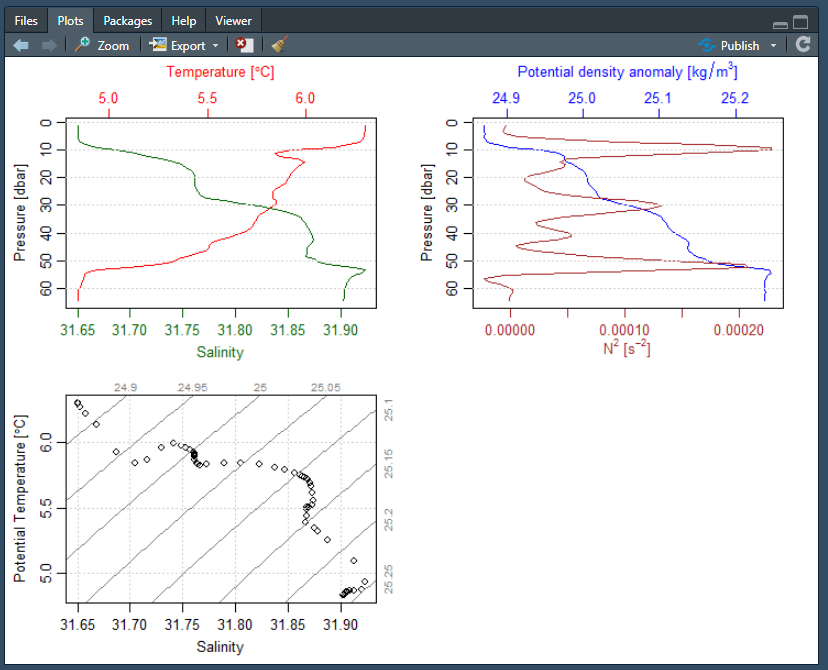 Files Plots Packages Help Viewer
Zoom Export Publish
Temperature [°C]
5.0 5.5 6.0
Pressure [dbar]
0
10
20
30
40
50
60
31.65 31.70 31.75 31.80 31.85 31.90
Salinity
Potential density anomaly [kg/m³]
24.9 25.0 25.1 25.2
Pressure [dbar]
0
10
20
30
40
50
60
0.00000 0.00010 0.00020
N² [s⁻²]
24.9 24.95 25 25.05
25.1
25.15
25.2
25.25
Potential Temperature [°C]
6.0
5.5
5.0
31.65 31.70 31.75 31.80 31.85 31.90
Salinity